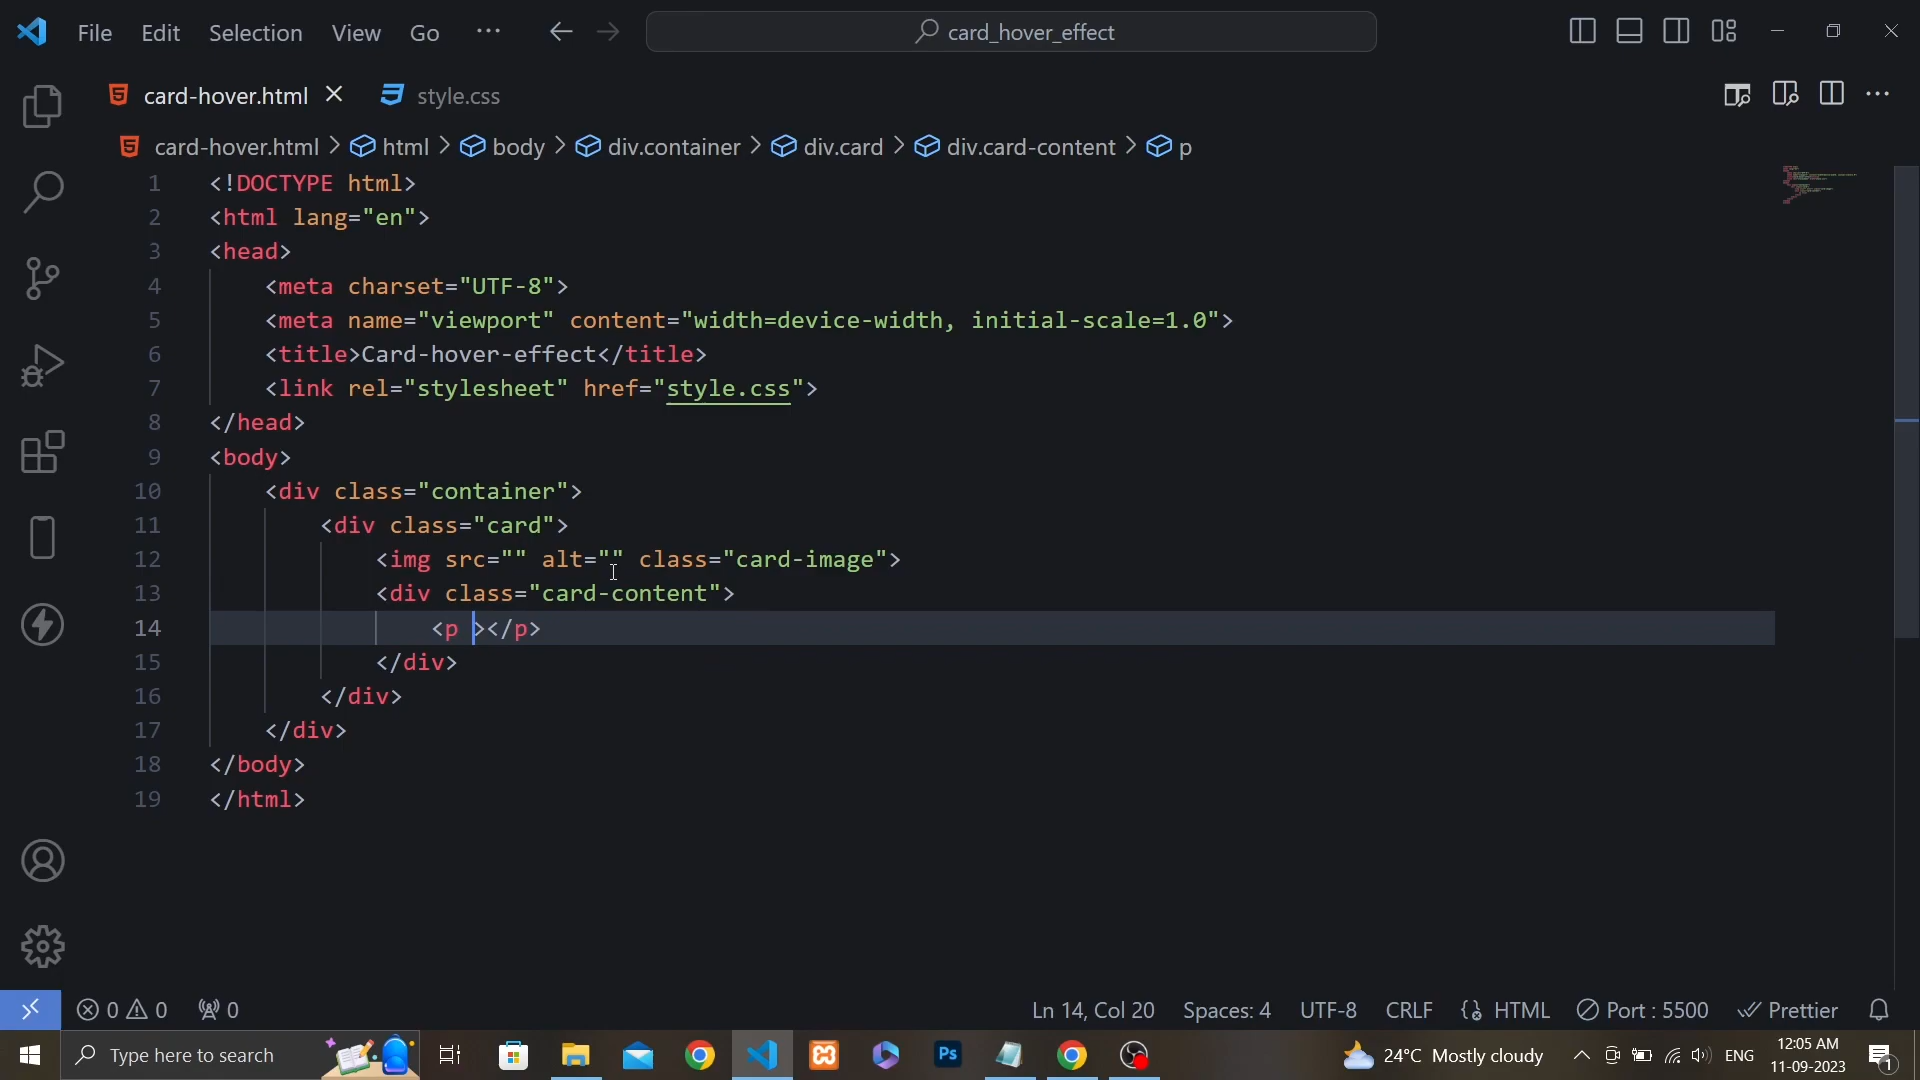 File Edit Selection View Go ··· card_hover_effect
card-hover.html style.css
card-hover.html > html > body > div.container > div.card > div.card-content > p
1 <!DOCTYPE html>
2 <html lang="en">
3 <head>
4 <meta charset="UTF-8">
5 <meta name="viewport" content="width=device-width, initial-scale=1.0">
6 <title>Card-hover-effect</title>
7 <link rel="stylesheet" href="style.css">
8 </head>
9 <body>
10 <div class="container">
11 <div class="card">
12 <img src="" alt="" class="card-image">
13 <div class="card-content">
14 <p ></p>
15 </div>
16 </div>
17 </div>
18 </body>
19 </html>
0 0 0 Ln 14, Col 20 Spaces: 4 UTF-8 CRLF HTML Port : 5500 Prettier
Type here to search Ps 24°C Mostly cloudy ENG 12:05 AM 1
11-09-2023